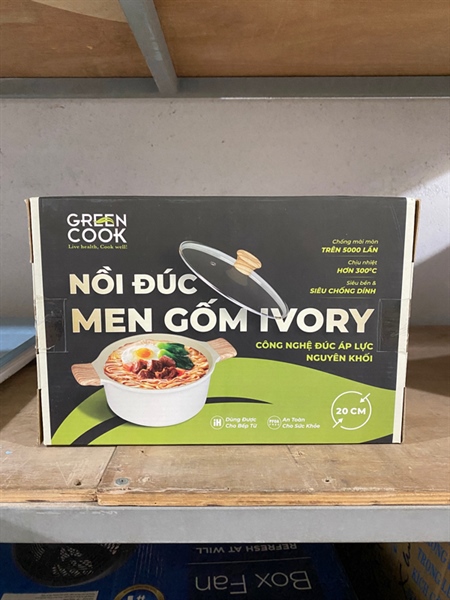 GREEN
COOK
Live health, Cook well!
Chống mài mòn
TRÊN 5000 LẦN
Chịu nhiệt
HƠN 300°C
Siêu bền &
SIÊU CHỐNG DÍNH
NỒI ĐÚC
MEN GỐM IVORY
CÔNG NGHỆ ĐÚC ÁP LỰC
NGUYÊN KHỐI
IH
Dùng Được
Cho Bếp Từ
An Toàn
Cho Sức Khỏe
20 CM
REFRESH AT WILL
Box Fan